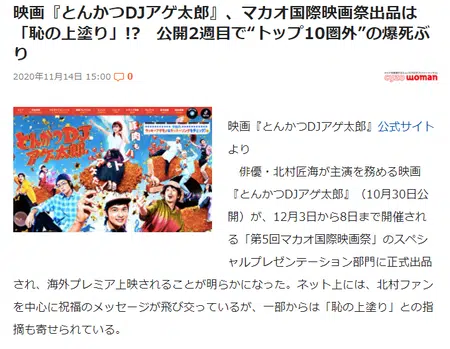 映画『とんかつDJアゲ太郎』、マカオ国際映画祭出品は
「恥の上塗り」!?　公開2週目で“トップ10圏外”の爆死ぶ
り
2020年11月14日 15:00
0
cyzo woman
とんかつDJ
アゲ太郎
映画『とんかつDJアゲ太郎』公式サイト
より
　俳優・北村匠海が主演を務める映画
『とんかつDJアゲ太郎』（10月30日公
開）が、12月3日から8日まで開催され
る「第5回マカオ国際映画祭」のスペシ
ャルプレゼンテーション部門に正式出品
され、海外プレミア上映されることが明らかになった。ネット上には、北村ファン
を中心に祝福のメッセージが飛び交っているが、一部からは「恥の上塗り」との指
摘も寄せられている。